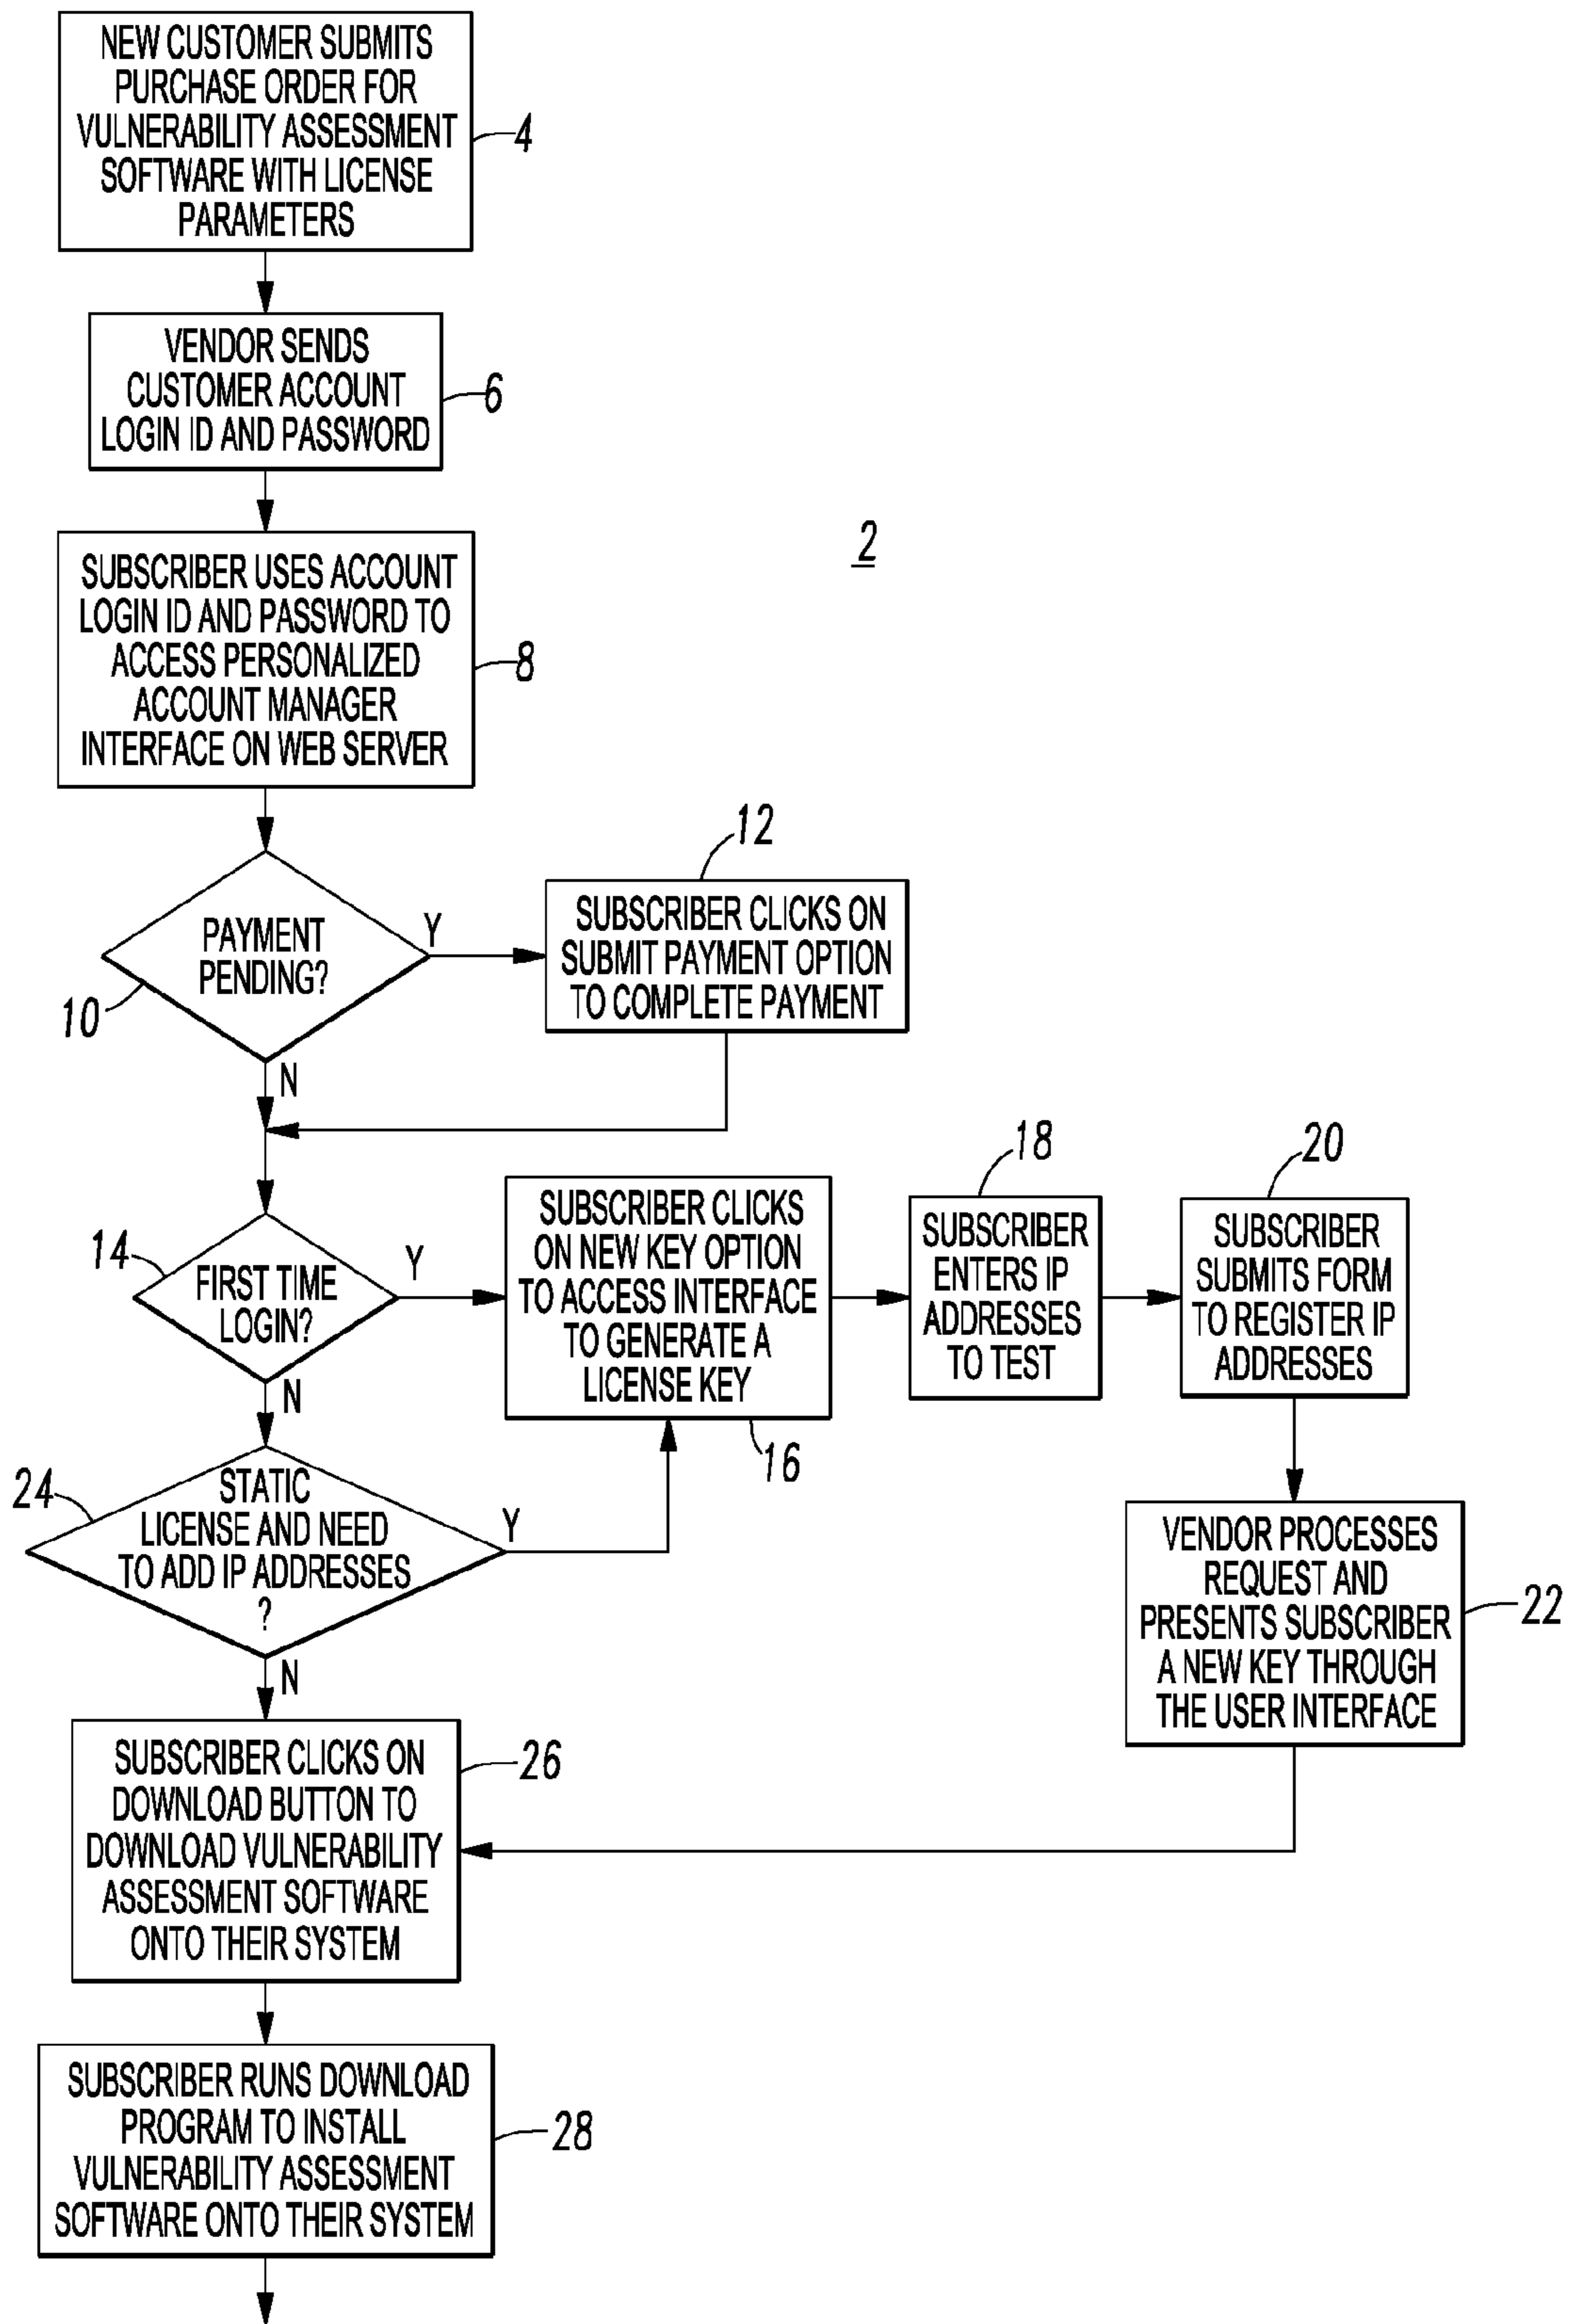 NEW CUSTOMER SUBMITS
PURCHASE ORDER FOR
VULNERABILITY ASSESSMENT
SOFTWARE WITH LICENSE
PARAMETERS
4
VENDOR SENDS
CUSTOMER ACCOUNT
LOGIN ID AND PASSWORD
6
2
SUBSCRIBER USES ACCOUNT
LOGIN ID AND PASSWORD TO
ACCESS PERSONALIZED
ACCOUNT MANAGER
INTERFACE ON WEB SERVER
8
PAYMENT
PENDING?
10
Y
N
12
SUBSCRIBER CLICKS ON
SUBMIT PAYMENT OPTION
TO COMPLETE PAYMENT
14
FIRST TIME
LOGIN?
Y
N
SUBSCRIBER CLICKS
ON NEW KEY OPTION
TO ACCESS INTERFACE
TO GENERATE A
LICENSE KEY
16
18
SUBSCRIBER
ENTERS IP
ADDRESSES
TO TEST
20
SUBSCRIBER
SUBMITS FORM
TO REGISTER IP
ADDRESSES
VENDOR PROCESSES
REQUEST AND
PRESENTS SUBSCRIBER
A NEW KEY THROUGH
THE USER INTERFACE
22
24
STATIC
LICENSE AND NEED
TO ADD IP ADDRESSES
?
Y
N
SUBSCRIBER CLICKS ON
DOWNLOAD BUTTON TO
DOWNLOAD VULNERABILITY
ASSESSMENT SOFTWARE
ONTO THEIR SYSTEM
26
SUBSCRIBER RUNS DOWNLOAD
PROGRAM TO INSTALL
VULNERABILITY ASSESSMENT
SOFTWARE ONTO THEIR SYSTEM
28